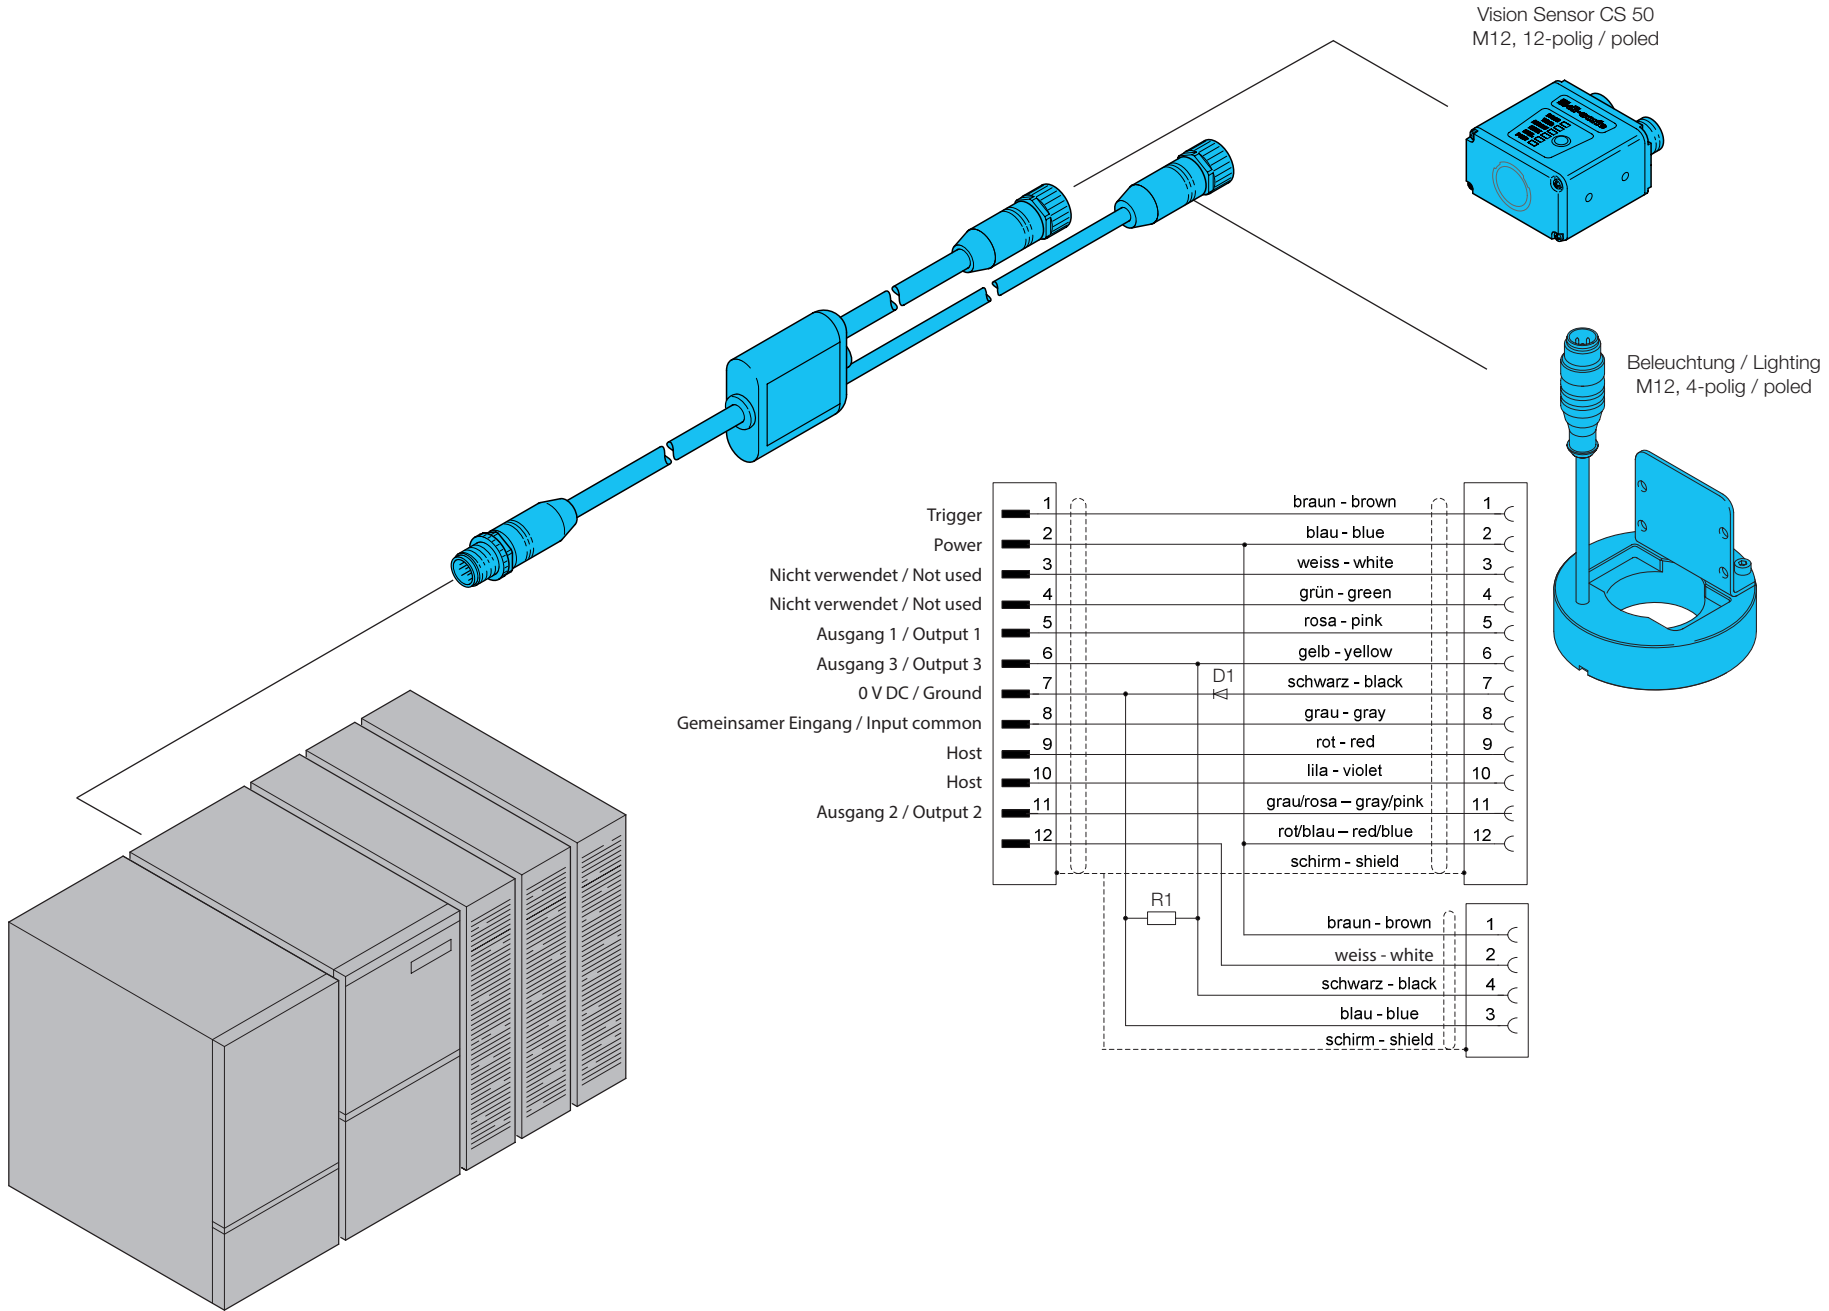 Vision Sensor CS 50
M12, 12-polig / poled
Beleuchtung / Lighting
M12, 4-polig / poled
Trigger 1 braun - brown 1
Power 2 blau - blue 2
Nicht verwendet / Not used 3 weiss - white 3
Nicht verwendet / Not used 4 grün - green 4
Ausgang 1 / Output 1 5 rosa - pink 5
Ausgang 3 / Output 3 6 gelb - yellow 6
0 V DC / Ground 7 D1 schwarz - black 7
Gemeinsamer Eingang / Input common 8 grau - gray 8
Host 9 rot - red 9
Host 10 lila - violet 10
Ausgang 2 / Output 2 11 grau/rosa – gray/pink 11
12 rot/blau – red/blue 12
schirm - shield
R1
braun - brown 1
weiss - white 2
schwarz - black 4
blau - blue 3
schirm - shield